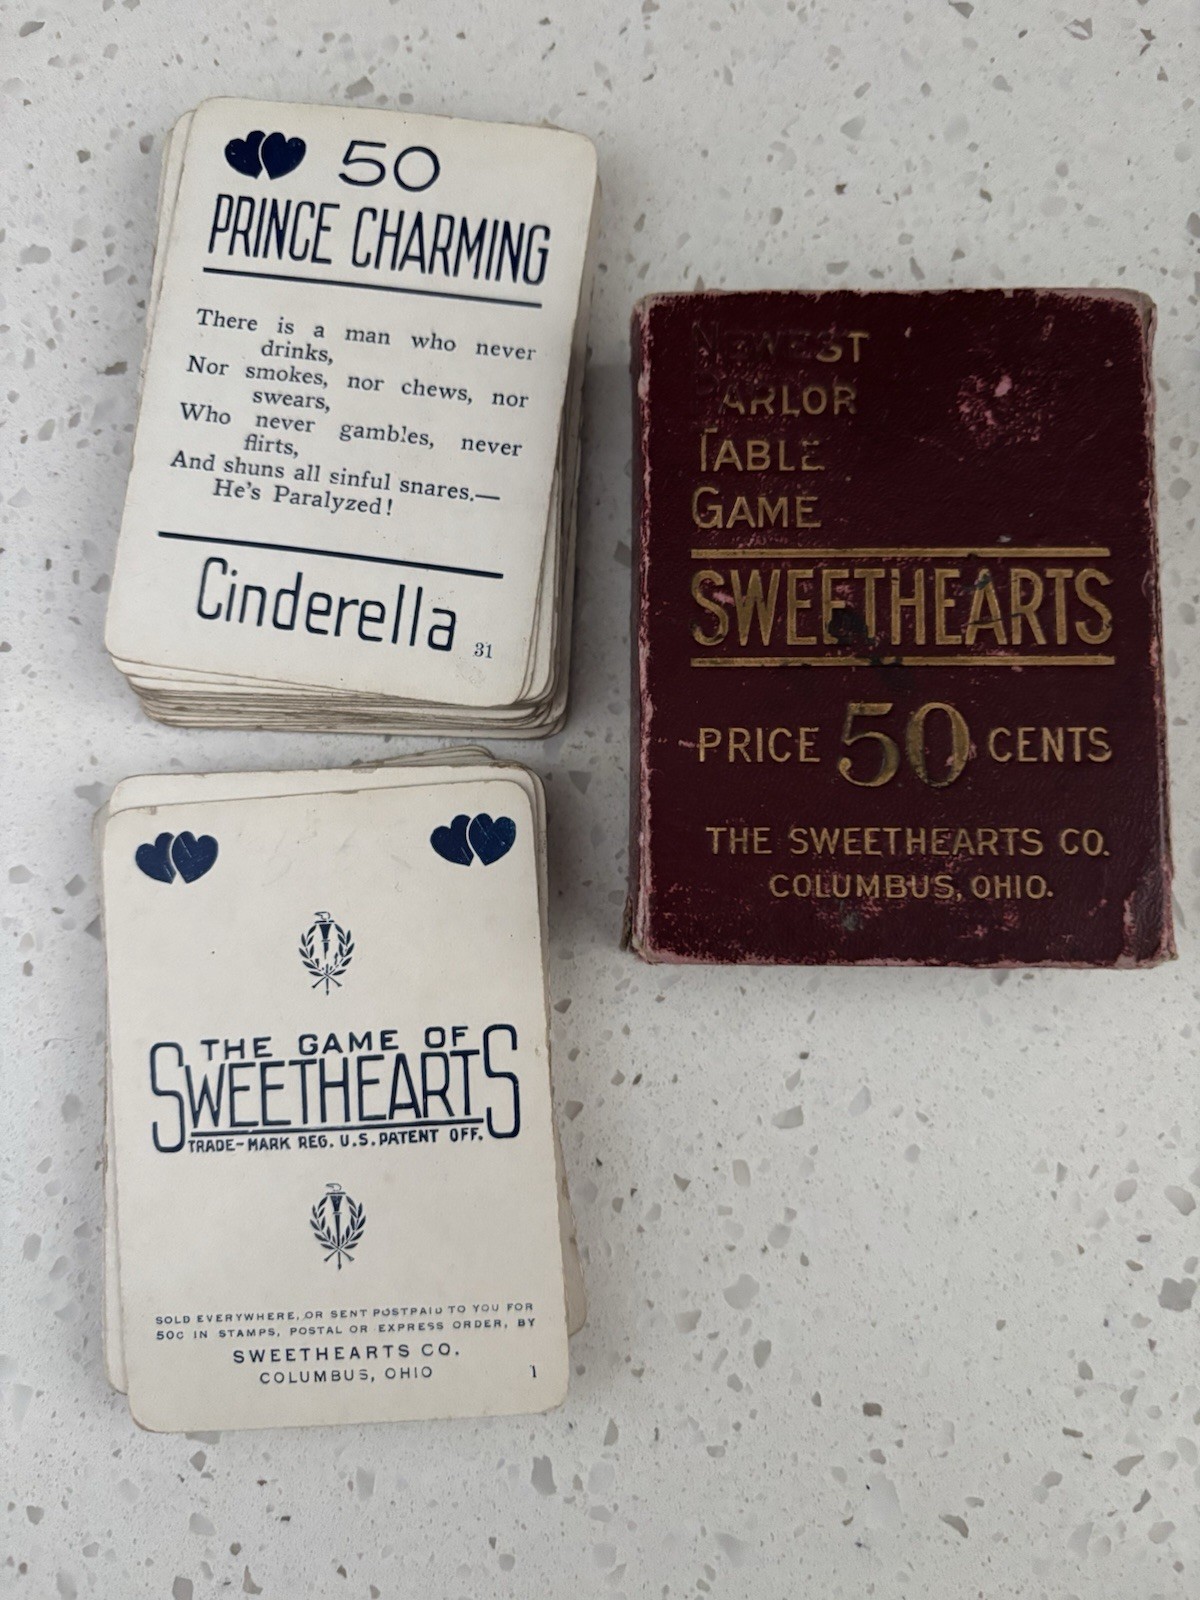 50
PRINCE CHARMING
There is a man who never
drinks,
Nor smokes, nor chews, nor
swears,
Who never gambles, never
flirts,
And shuns all sinful snares.—
He's Paralyzed!
Cinderella
31
THE GAME OF
SWEETHEARTS
TRADE-MARK REG. U.S. PATENT OFF.
SOLD EVERYWHERE, OR SENT POSTPAID TO YOU FOR
50C IN STAMPS, POSTAL OR EXPRESS ORDER, BY
SWEETHEARTS CO.
COLUMBUS, OHIO
1
NEWEST
PARLOR
TABLE
GAME
SWEETHEARTS
PRICE 50 CENTS
THE SWEETHEARTS CO.
COLUMBUS, OHIO.